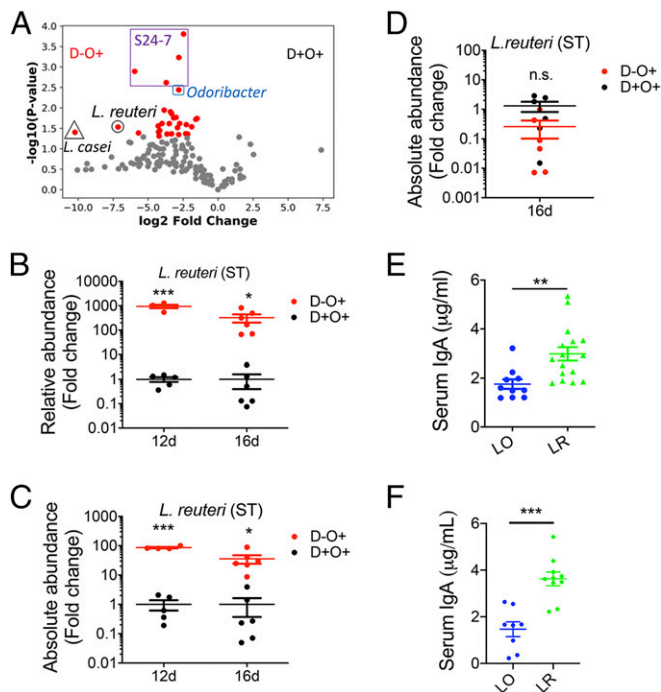 A
D-O+
S24-7
D+O+
Odoribacter
L. reuteri
L. casei
-log10(P-value)
4.0
3.5
3.0
2.5
2.0
1.5
1.0
0.5
0.0
-10.0 -7.5 -5.0 -2.5 0.0 2.5 5.0 7.5
log2 Fold Change
D
L.reuteri (ST)
n.s.
D-O+
D+O+
Absolute abundance
(Fold change)
100
10
1
0.1
0.01
0.001
16d
B
L. reuteri (ST)
***
*
D-O+
D+O+
Relative abundance
(Fold change)
10000
1000
100
10
1
0.1
0.01
12d 16d
E
**
Serum IgA (μg/ml)
6
4
2
0
LO LR
C
L. reuteri (ST)
***
*
D-O+
D+O+
Absolute abundance
(Fold change)
1000
100
10
1
0.1
0.01
12d 16d
F
***
Serum IgA (μg/mL)
6
4
2
0
LO LR